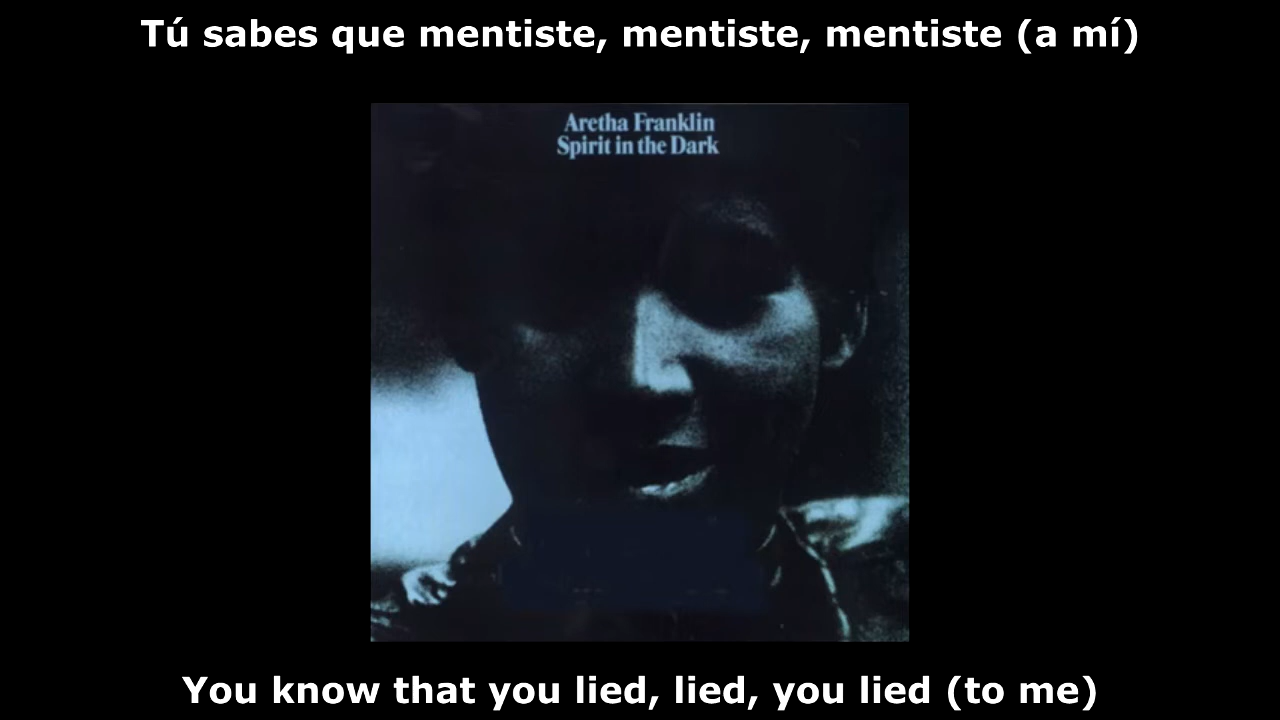 Tú sabes que mentiste, mentiste, mentiste (a mí)
Aretha Franklin
Spirit in the Dark
You know that you lied, lied, you lied (to me)